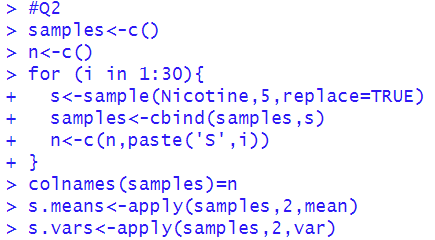 > #Q2
> samples<-c()
> n<-c()
> for (i in 1:30){
+   s<-sample(Nicotine,5,replace=TRUE)
+   samples<-cbind(samples,s)
+   n<-c(n,paste('S',i))
+ }
> colnames(samples)=n
> s.means<-apply(samples,2,mean)
> s.vars<-apply(samples,2,var)